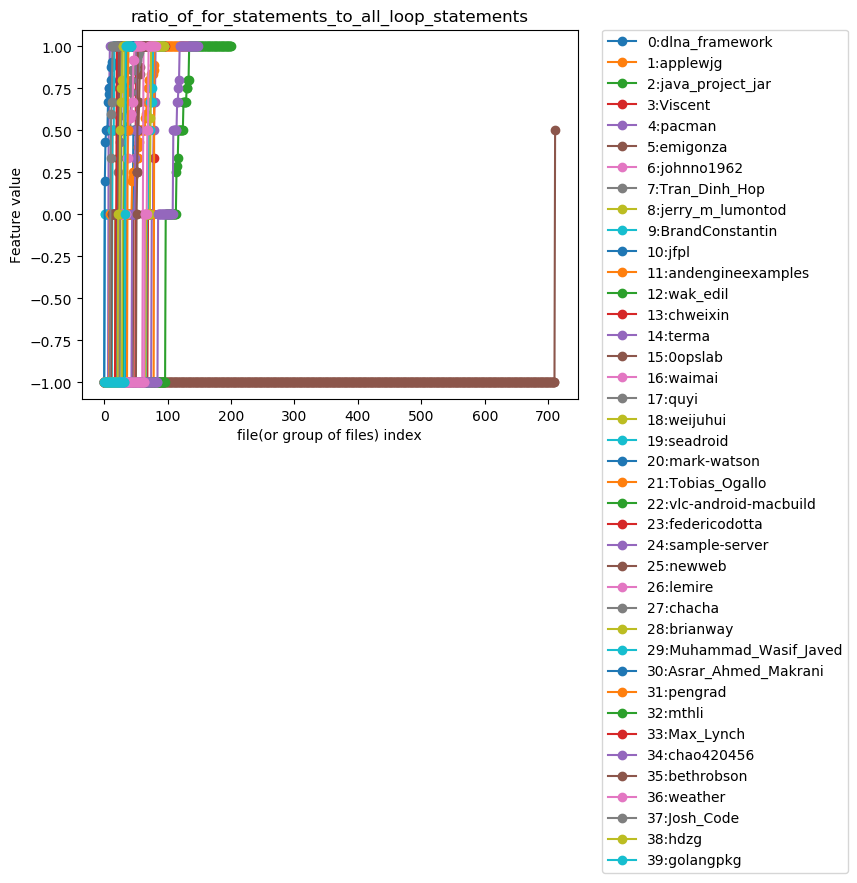 ratio_of_for_statements_to_all_loop_statements
1.00
0.75
0.50
0.25
0.00
−0.25
−0.50
−0.75
−1.00
Feature value
0 100 200 300 400 500 600 700
file(or group of files) index
0:dlna_framework
1:applewjg
2:java_project_jar
3:Viscent
4:pacman
5:emigonza
6:johnno1962
7:Tran_Dinh_Hop
8:jerry_m_lumontod
9:BrandConstantin
10:jfpl
11:andengineexamples
12:wak_edil
13:chweixin
14:terma
15:0opslab
16:waimai
17:quyi
18:weijuhui
19:seadroid
20:mark-watson
21:Tobias_Ogallo
22:vlc-android-macbuild
23:federicodotta
24:sample-server
25:newweb
26:lemire
27:chacha
28:brianway
29:Muhammad_Wasif_Javed
30:Asrar_Ahmed_Makrani
31:pengrad
32:mthli
33:Max_Lynch
34:chao420456
35:bethrobson
36:weather
37:Josh_Code
38:hdzg
39:golangpkg